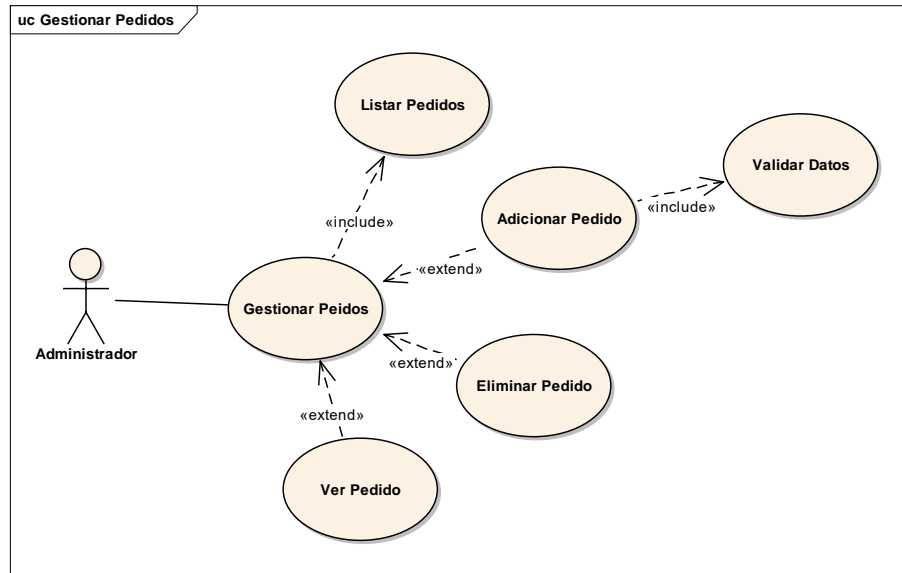 uc Gestionar Pedidos
Listar Pedidos
Validar Datos
Adicionar Pedido
«include»
«include»
«extend»
Gestionar Peidos
Administrador
«extend»
Eliminar Pedido
«extend»
Ver Pedido